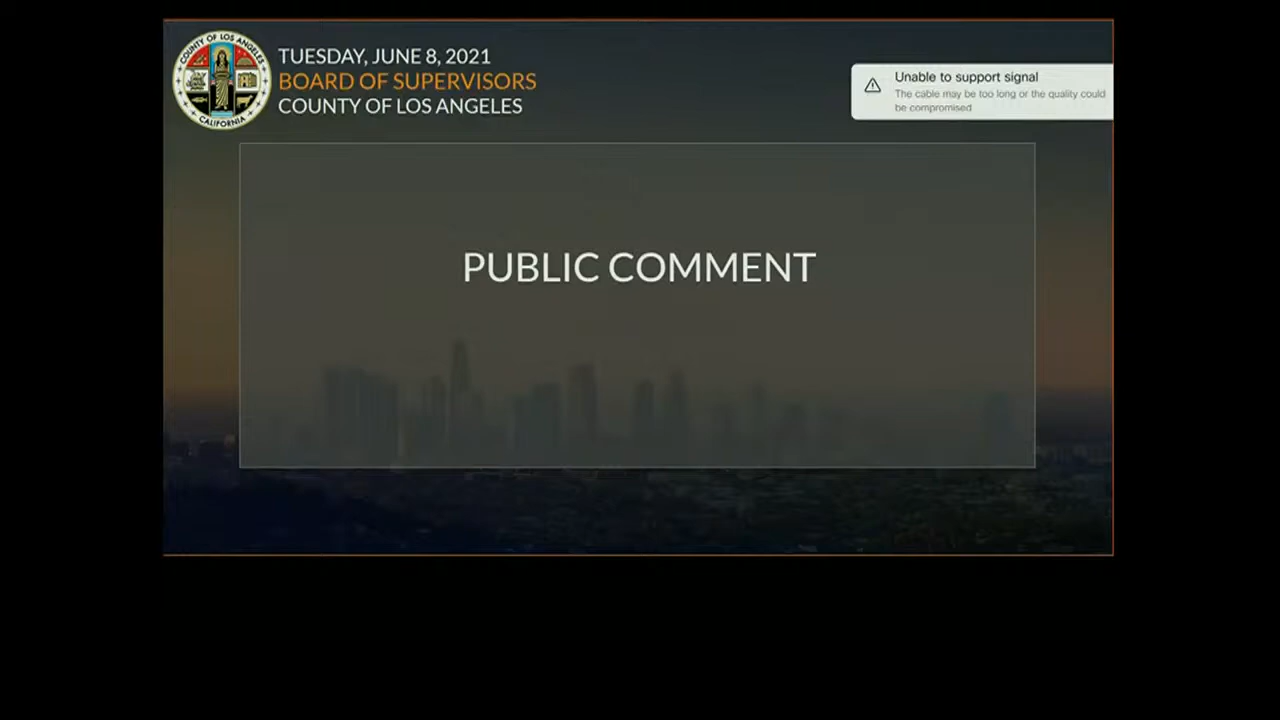 COUNTY OF LOS ANGELES
CALIFORNIA
TUESDAY, JUNE 8, 2021
BOARD OF SUPERVISORS
COUNTY OF LOS ANGELES
Unable to support signal
The cable may be too long or the quality could
be compromised
PUBLIC COMMENT